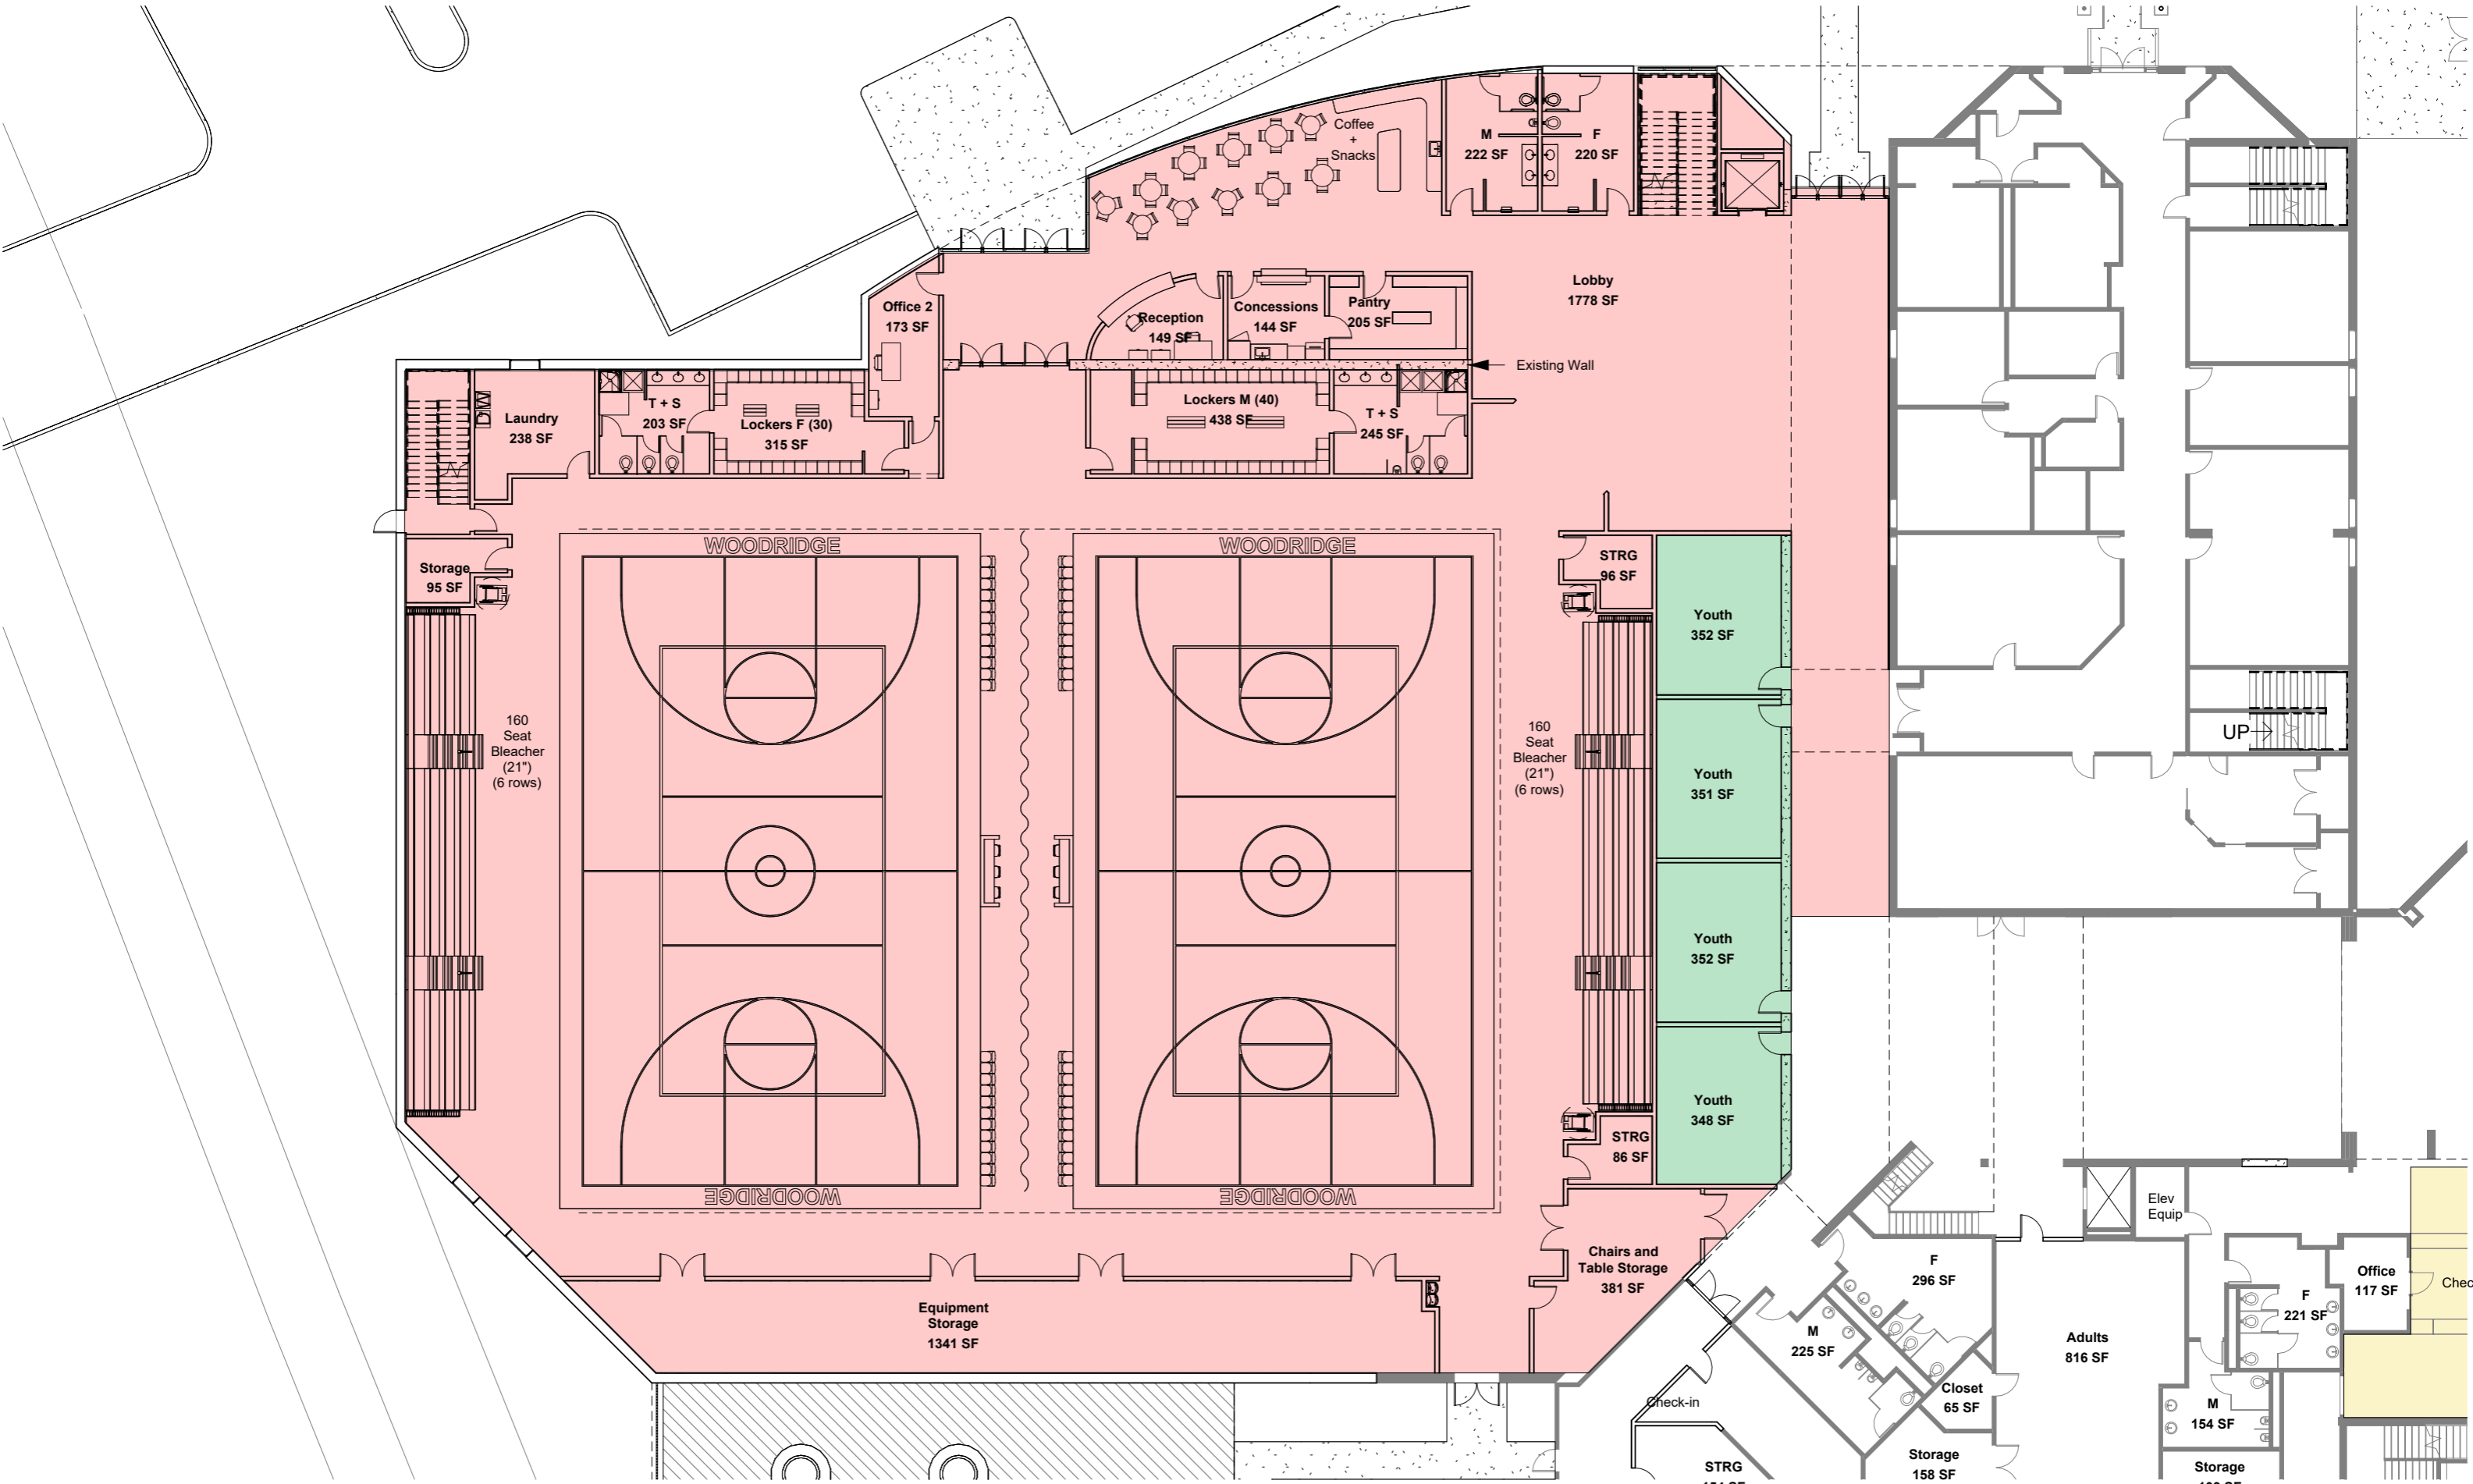 Coffee
+
Snacks
M
222 SF
F
220 SF
Lobby
1778 SF
Office 2
173 SF
Reception
149 SF
Concessions
144 SF
Pantry
205 SF
Existing Wall
Laundry
238 SF
D W
T + S
203 SF
Lockers F (30)
315 SF
Lockers M (40)
438 SF
T + S
245 SF
WOODRIDGE
WOODRIDGE
Storage
95 SF
STRG
96 SF
Youth
352 SF
160
Seat
Bleacher
(21")
(6 rows)
160
Seat
Bleacher
(21")
(6 rows)
UP
Youth
351 SF
Youth
352 SF
Youth
348 SF
STRG
86 SF
WOODRIDGE
WOODRIDGE
Elev
Equip
Chairs and
Table Storage
381 SF
F
296 SF
Office
117 SF
Chec
Equipment
Storage
1341 SF
F
221 SF
M
225 SF
Adults
816 SF
Closet
65 SF
Check-in
M
154 SF
STRG
Storage
158 SF
Storage